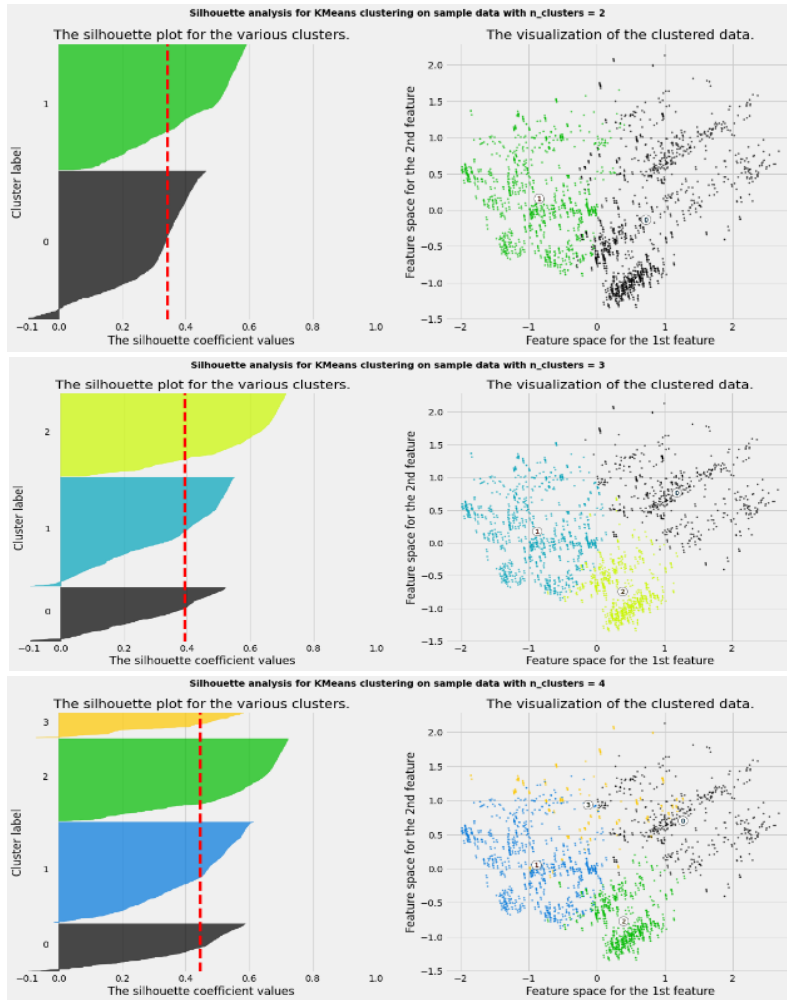 Silhouette analysis for KMeans clustering on sample data with n_clusters = 2
The silhouette plot for the various clusters.
Cluster label
1
0
−0.1 0.0 0.2 0.4 0.6 0.8 1.0
The silhouette coefficient values
The visualization of the clustered data.
Feature space for the 2nd feature
2.0
1.5
1.0
0.5
0.0
−0.5
−1.0
−1.5
1
0
−2 −1 0 1 2
Feature space for the 1st feature
Silhouette analysis for KMeans clustering on sample data with n_clusters = 3
The silhouette plot for the various clusters.
Cluster label
2
1
0
−0.1 0.0 0.2 0.4 0.6 0.8 1.0
The silhouette coefficient values
The visualization of the clustered data.
Feature space for the 2nd feature
2.0
1.5
1.0
0.5
0.0
−0.5
−1.0
−1.5
0
1
2
−2 −1 0 1 2
Feature space for the 1st feature
Silhouette analysis for KMeans clustering on sample data with n_clusters = 4
The silhouette plot for the various clusters.
Cluster label
3
2
1
0
−0.1 0.0 0.2 0.4 0.6 0.8 1.0
The silhouette coefficient values
The visualization of the clustered data.
Feature space for the 2nd feature
2.0
1.5
1.0
0.5
0.0
−0.5
−1.0
−1.5
3
0
1
2
−2 −1 0 1 2
Feature space for the 1st feature